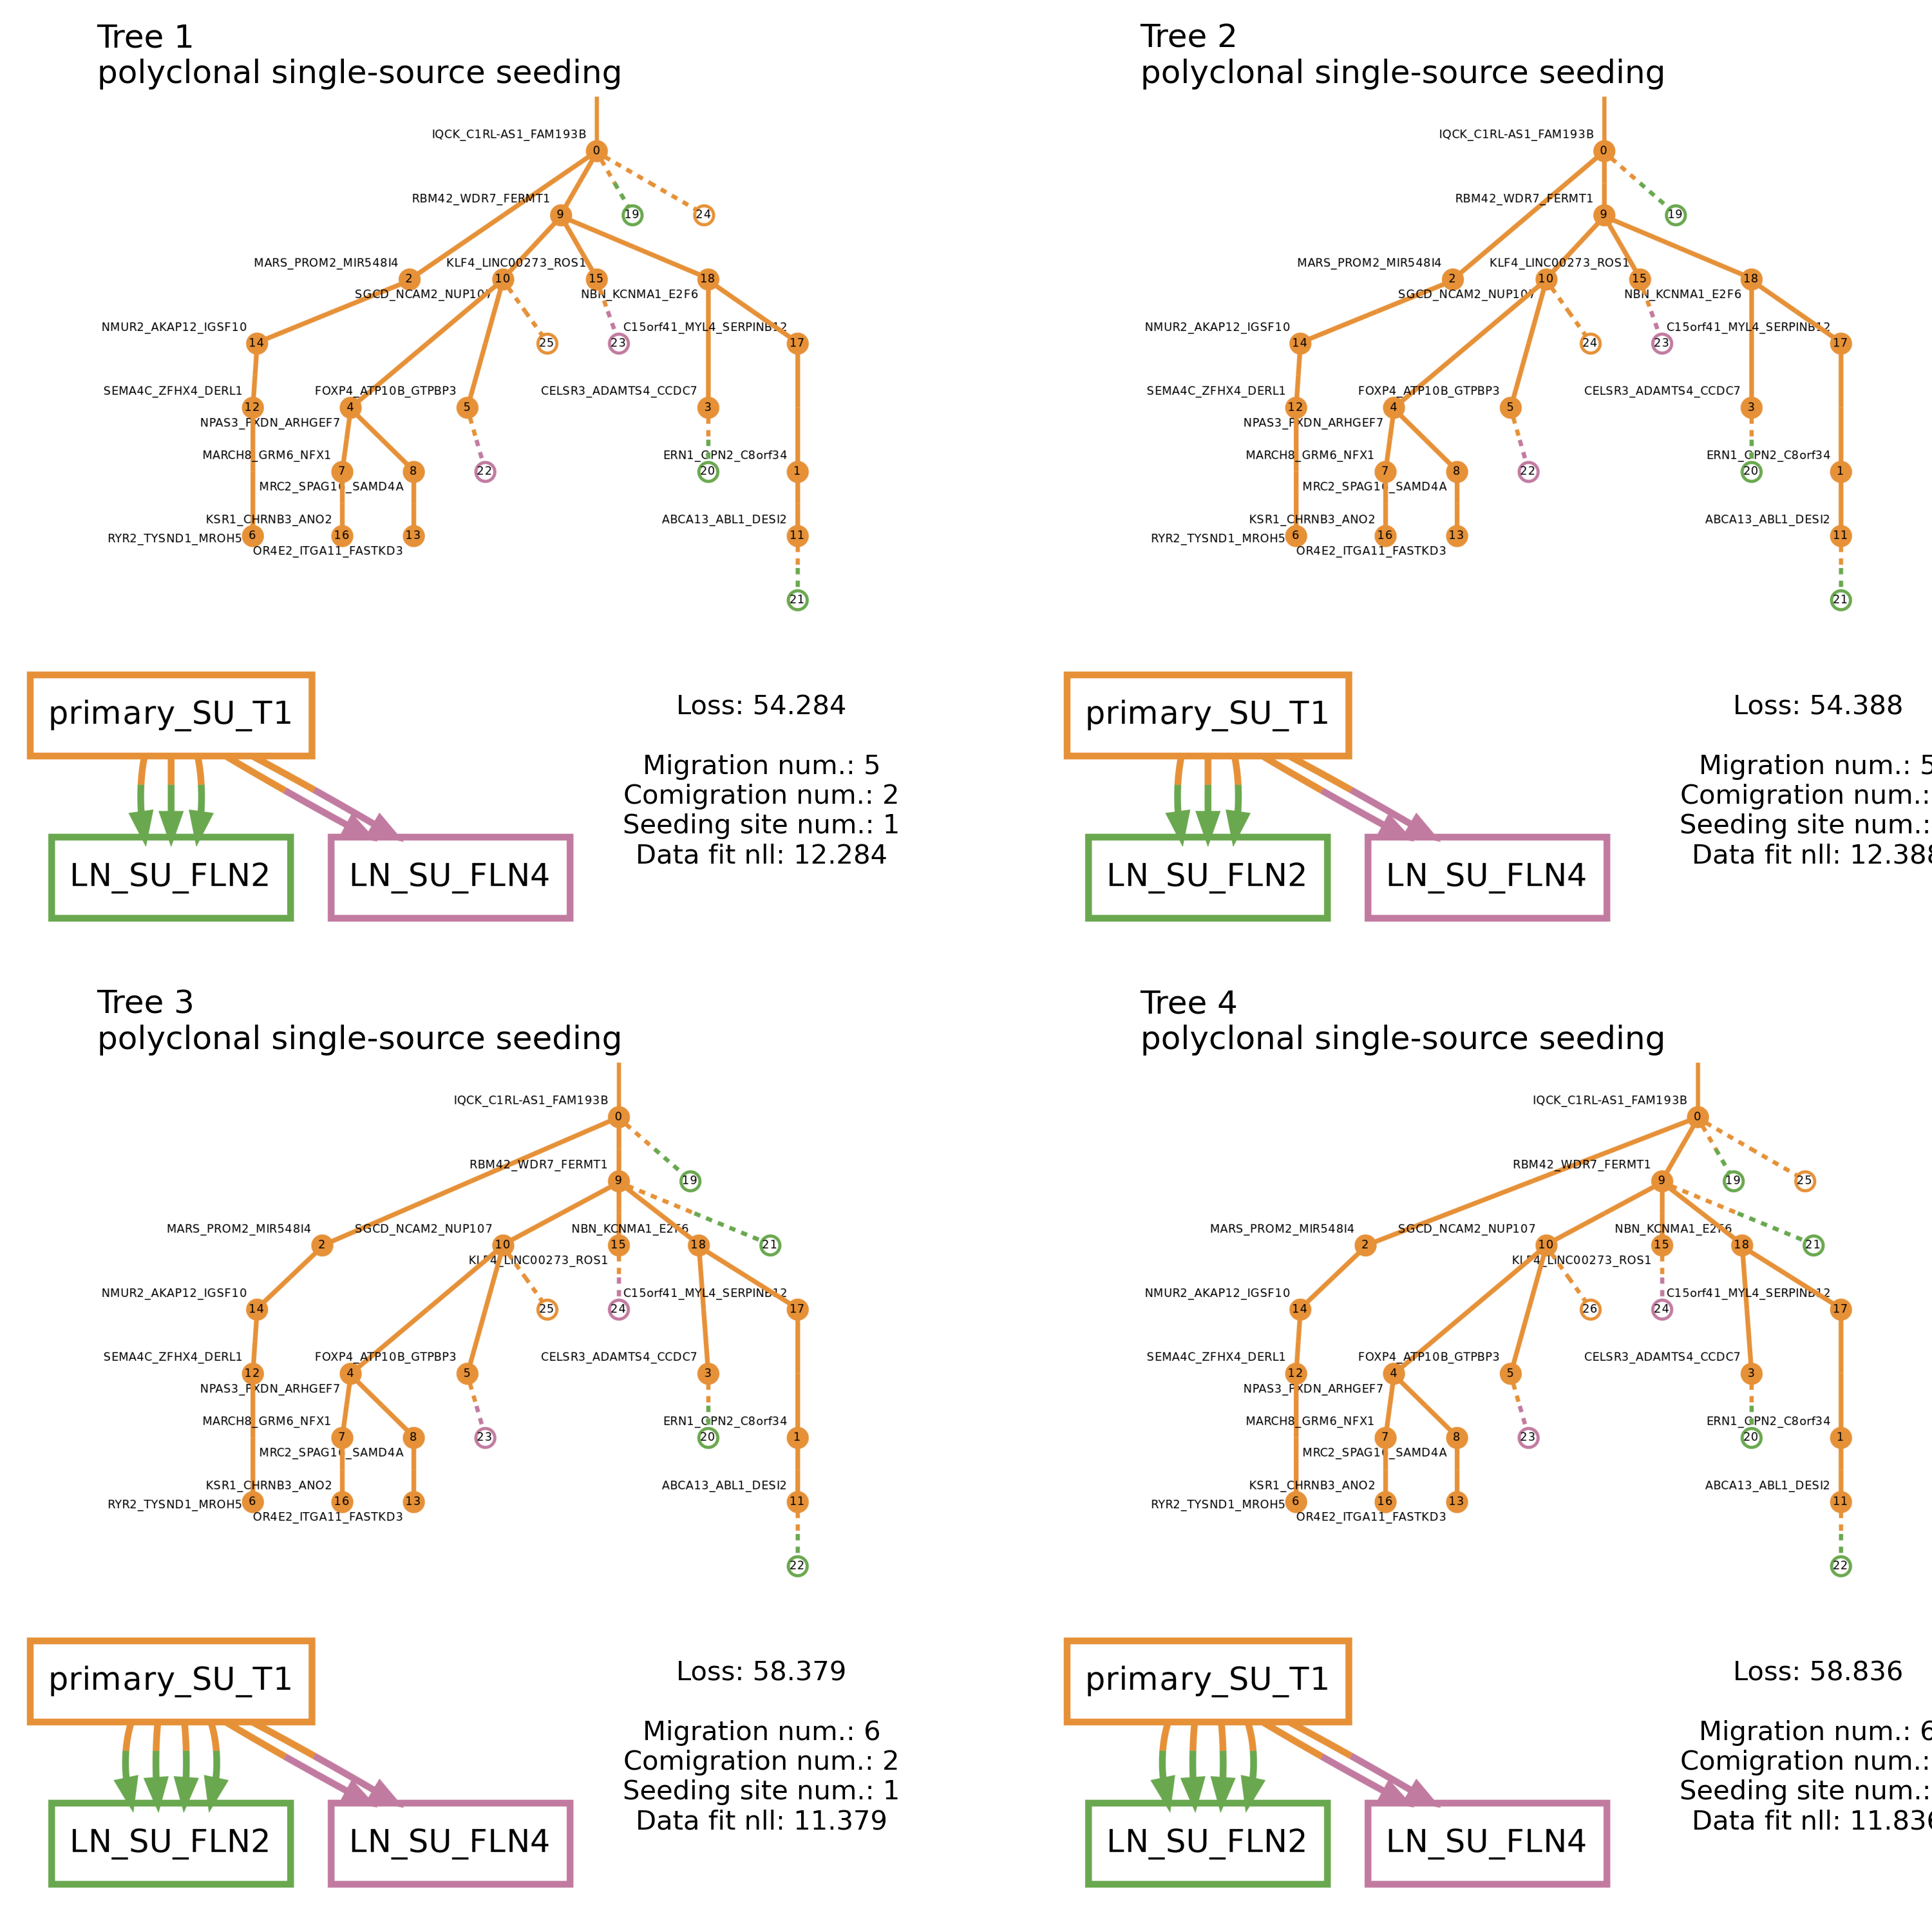 Tree 1
polyclonal single-source seeding
IQCK_C1RL-AS1_FAM193B
0
RBM42_WDR7_FERMT1
9
19
24
MARS_PROM2_MIR548I4
2
KLF4_LINC00273_ROS1
10
15
18
SGCD_NCAM2_NUP107
NBN_KCNMA1_E2F6
NMUR2_AKAP12_IGSF10
14
25
23
C15orf41_MYL4_SERPINB12
17
SEMA4C_ZFHX4_DERL1
12
FOXP4_ATP10B_GTPBP3
4
5
CELSR3_ADAMTS4_CCDC7
3
NPAS3_PXDN_ARHGEF7
MARCH8_GRM6_NFX1
7
8
22
20
ERN1_OPN2_C8orf34
1
MRC2_SPAG16_SAMD4A
KSR1_CHRNB3_ANO2
RYR2_TYSND1_MROH5
6
16
13
ABCA13_ABL1_DESI2
11
OR4E2_ITGA11_FASTKD3
21
primary_SU_T1
LN_SU_FLN2
LN_SU_FLN4
Loss: 54.284
Migration num.: 5
Comigration num.: 2
Seeding site num.: 1
Data fit nll: 12.284
Tree 2
polyclonal single-source seeding
IQCK_C1RL-AS1_FAM193B
0
RBM42_WDR7_FERMT1
9
19
MARS_PROM2_MIR548I4
2
KLF4_LINC00273_ROS1
10
15
18
SGCD_NCAM2_NUP107
NBN_KCNMA1_E2F6
NMUR2_AKAP12_IGSF10
14
24
23
C15orf41_MYL4_SERPINB12
17
SEMA4C_ZFHX4_DERL1
12
FOXP4_ATP10B_GTPBP3
4
5
CELSR3_ADAMTS4_CCDC7
3
NPAS3_PXDN_ARHGEF7
MARCH8_GRM6_NFX1
7
8
22
20
ERN1_OPN2_C8orf34
1
MRC2_SPAG16_SAMD4A
KSR1_CHRNB3_ANO2
RYR2_TYSND1_MROH5
6
16
13
ABCA13_ABL1_DESI2
11
OR4E2_ITGA11_FASTKD3
21
primary_SU_T1
LN_SU_FLN2
LN_SU_FLN4
Loss: 54.388
Migration num.: 5
Comigration num.:
Seeding site num.:
Data fit nll: 12.388
Tree 3
polyclonal single-source seeding
IQCK_C1RL-AS1_FAM193B
0
RBM42_WDR7_FERMT1
9
19
MARS_PROM2_MIR548I4
2
SGCD_NCAM2_NUP107
10
NBN_KCNMA1_E2F6
15
18
21
KLF4_LINC00273_ROS1
NMUR2_AKAP12_IGSF10
14
25
24
C15orf41_MYL4_SERPINB12
17
SEMA4C_ZFHX4_DERL1
12
FOXP4_ATP10B_GTPBP3
4
5
CELSR3_ADAMTS4_CCDC7
3
NPAS3_PXDN_ARHGEF7
MARCH8_GRM6_NFX1
7
8
23
20
ERN1_OPN2_C8orf34
1
MRC2_SPAG16_SAMD4A
KSR1_CHRNB3_ANO2
RYR2_TYSND1_MROH5
6
16
13
ABCA13_ABL1_DESI2
11
OR4E2_ITGA11_FASTKD3
22
primary_SU_T1
LN_SU_FLN2
LN_SU_FLN4
Loss: 58.379
Migration num.: 6
Comigration num.: 2
Seeding site num.: 1
Data fit nll: 11.379
Tree 4
polyclonal single-source seeding
IQCK_C1RL-AS1_FAM193B
0
RBM42_WDR7_FERMT1
9
19
25
MARS_PROM2_MIR548I4
2
SGCD_NCAM2_NUP107
10
NBN_KCNMA1_E2F6
15
18
21
KLF4_LINC00273_ROS1
NMUR2_AKAP12_IGSF10
14
26
24
C15orf41_MYL4_SERPINB12
17
SEMA4C_ZFHX4_DERL1
12
FOXP4_ATP10B_GTPBP3
4
5
CELSR3_ADAMTS4_CCDC7
3
NPAS3_PXDN_ARHGEF7
MARCH8_GRM6_NFX1
7
8
23
20
ERN1_OPN2_C8orf34
1
MRC2_SPAG16_SAMD4A
KSR1_CHRNB3_ANO2
RYR2_TYSND1_MROH5
6
16
13
ABCA13_ABL1_DESI2
11
OR4E2_ITGA11_FASTKD3
22
primary_SU_T1
LN_SU_FLN2
LN_SU_FLN4
Loss: 58.836
Migration num.: 6
Comigration num.:
Seeding site num.:
Data fit nll: 11.836